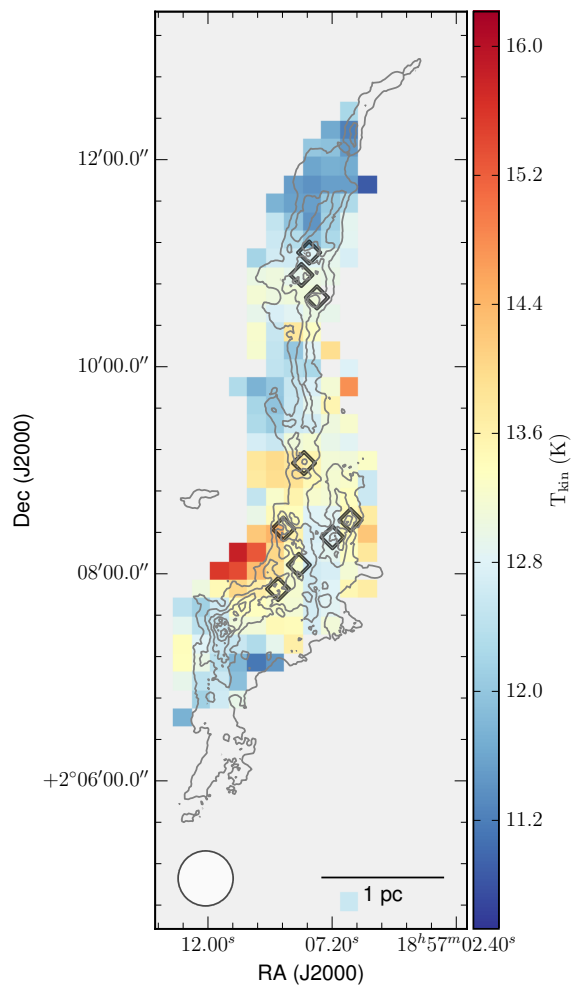 16.0
12′00.0″
15.2
14.4
10′00.0″
13.6
Dec (J2000)
T_kin (K)
12.8
08′00.0″
12.0
11.2
+2°06′00.0″
1 pc
12.00ˢ 07.20ˢ 18ʰ57ᵐ02.40ˢ
RA (J2000)